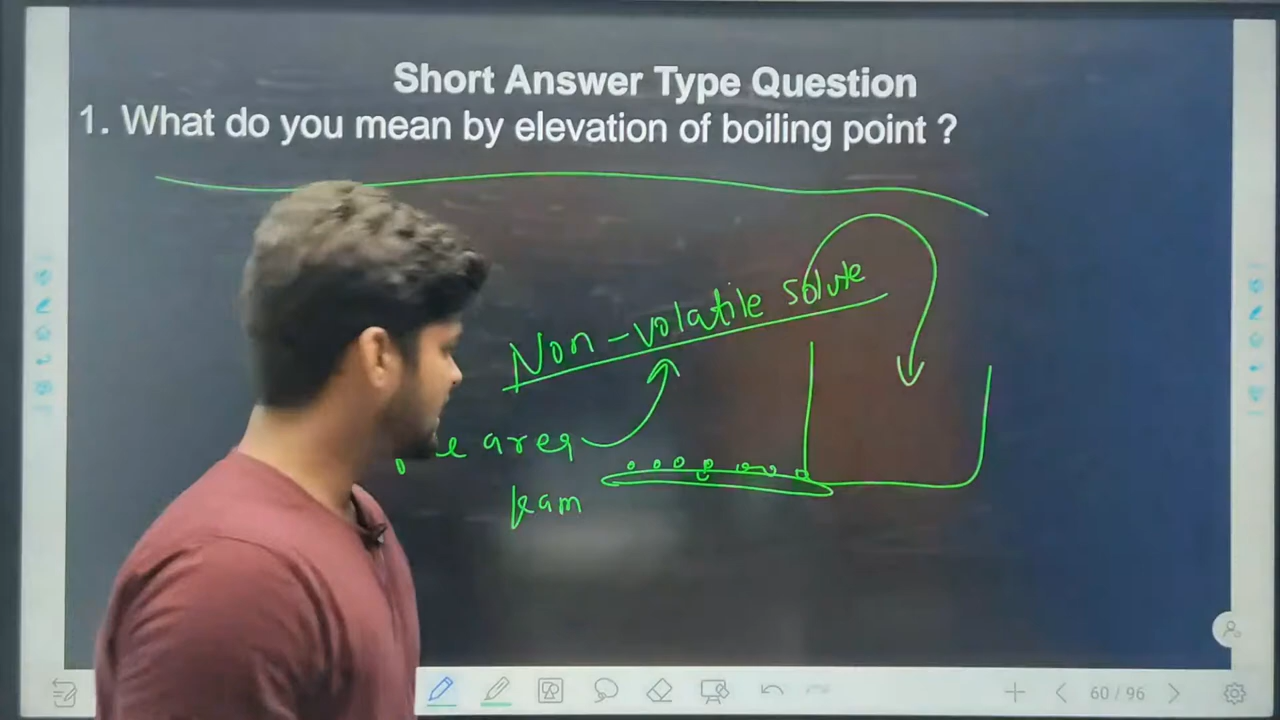 Short Answer Type Question
1. What do you mean by elevation of boiling point ?
Non-volatile solute
area
kam
60 / 96